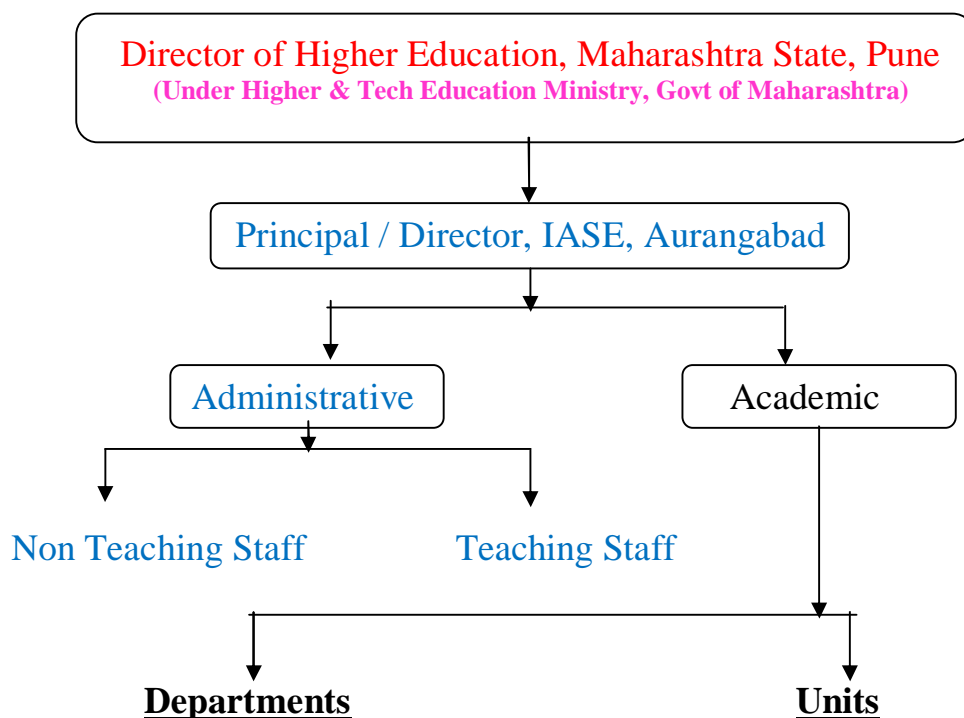 Director of Higher Education, Maharashtra State, Pune
(Under Higher & Tech Education Ministry, Govt of Maharashtra)
Principal / Director, IASE, Aurangabad
Administrative
Academic
Non Teaching Staff
Teaching Staff
Departments
Units